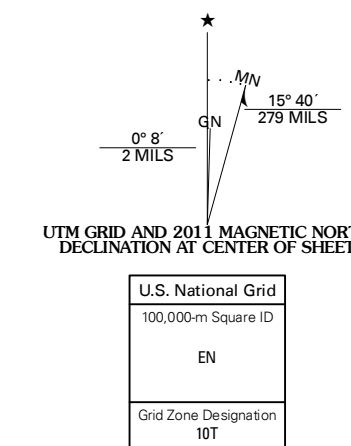 ★
MN
15° 40´
279 MILS
GN
0° 8´
2 MILS
UTM GRID AND 2011 MAGNETIC NORT
DECLINATION AT CENTER OF SHEET
U.S. National Grid
100,000-m Square ID
EN
Grid Zone Designation
10T